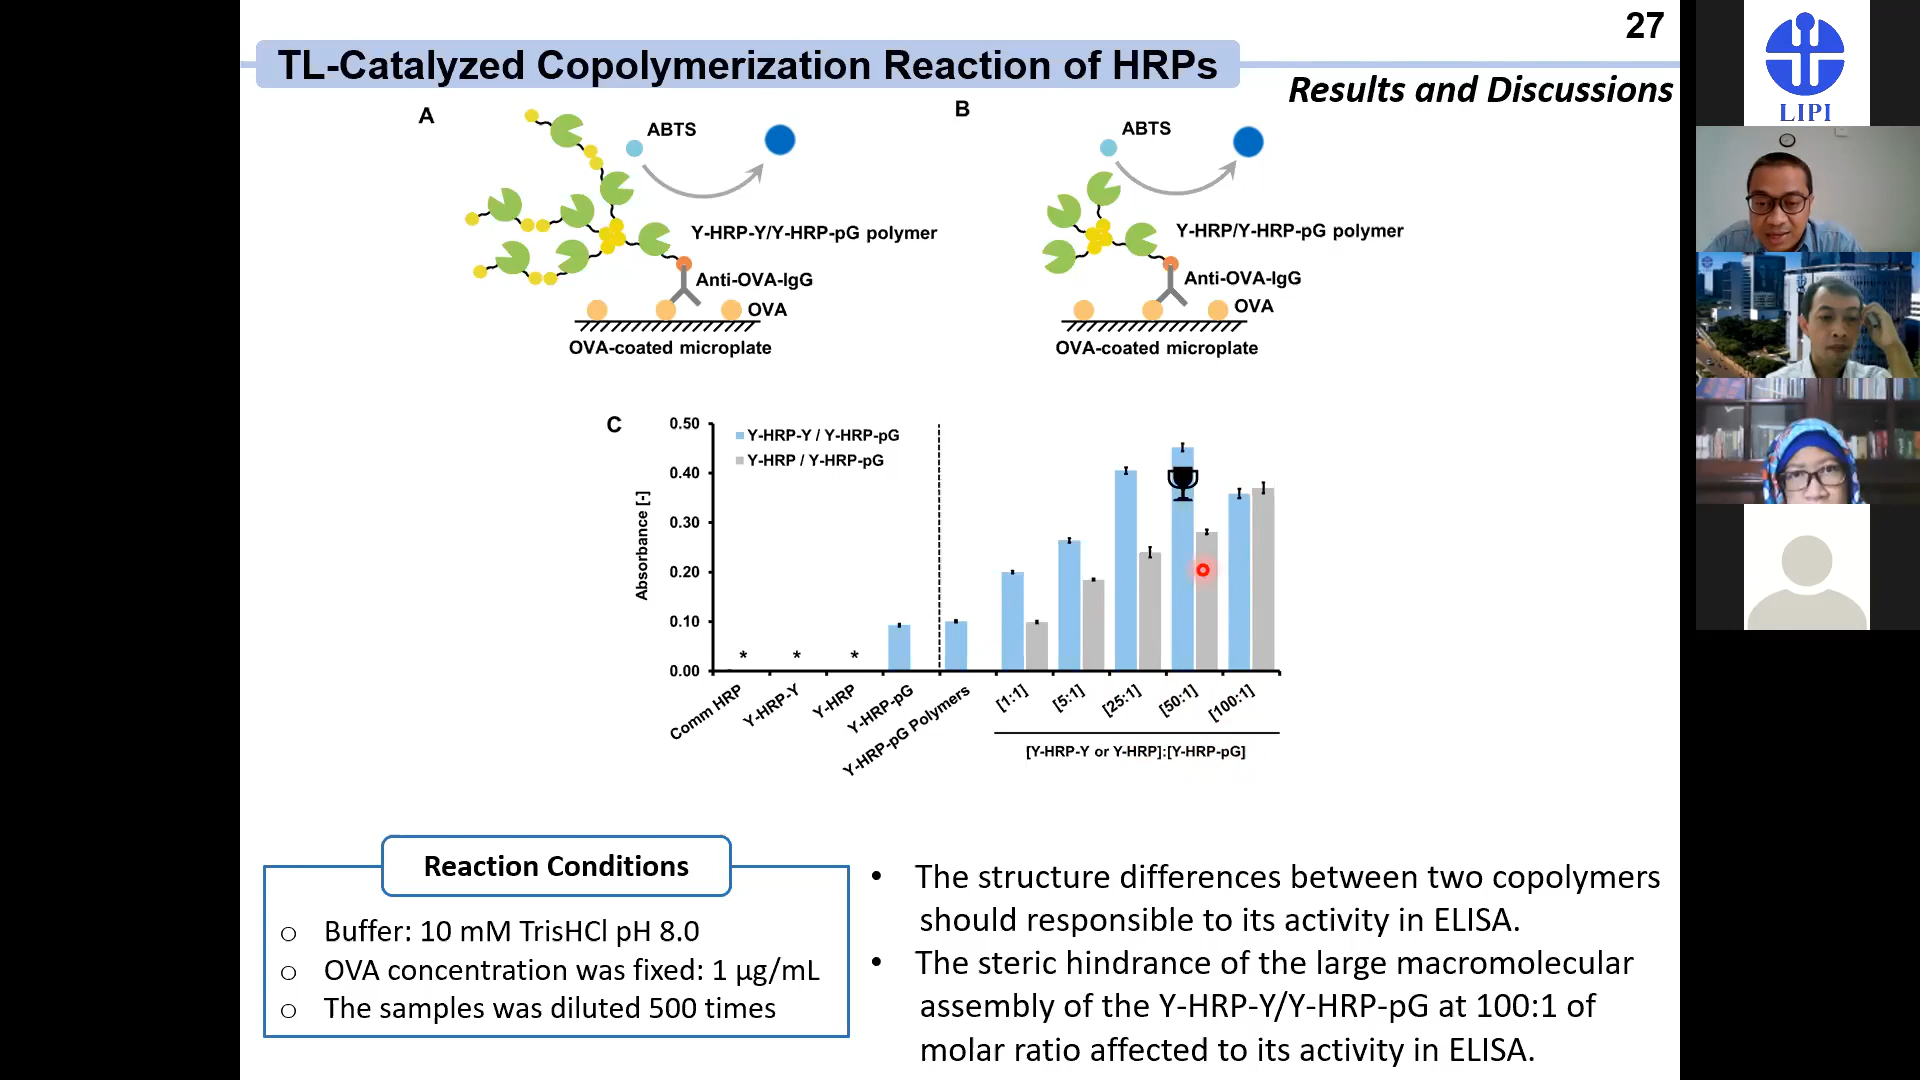 27
TL-Catalyzed Copolymerization Reaction of HRPs
Results and Discussions
LIPI
A
ABTS
Y-HRP-Y/Y-HRP-pG polymer
Anti-OVA-IgG
OVA
OVA-coated microplate
B
ABTS
Y-HRP/Y-HRP-pG polymer
Anti-OVA-IgG
OVA
OVA-coated microplate
C
Absorbance [-]
0.50
0.40
0.30
0.20
0.10
0.00
Y-HRP-Y / Y-HRP-pG
Y-HRP / Y-HRP-pG
* * *
Comm HRP
Y-HRP-Y
Y-HRP
Y-HRP-pG
Y-HRP-pG Polymers
[1:1]
[5:1]
[25:1]
[50:1]
[100:1]
[Y-HRP-Y or Y-HRP]:[Y-HRP-pG]
Reaction Conditions
o Buffer: 10 mM TrisHCl pH 8.0
o OVA concentration was fixed: 1 µg/mL
o The samples was diluted 500 times
• The structure differences between two copolymers
should responsible to its activity in ELISA.
• The steric hindrance of the large macromolecular
assembly of the Y-HRP-Y/Y-HRP-pG at 100:1 of
molar ratio affected to its activity in ELISA.